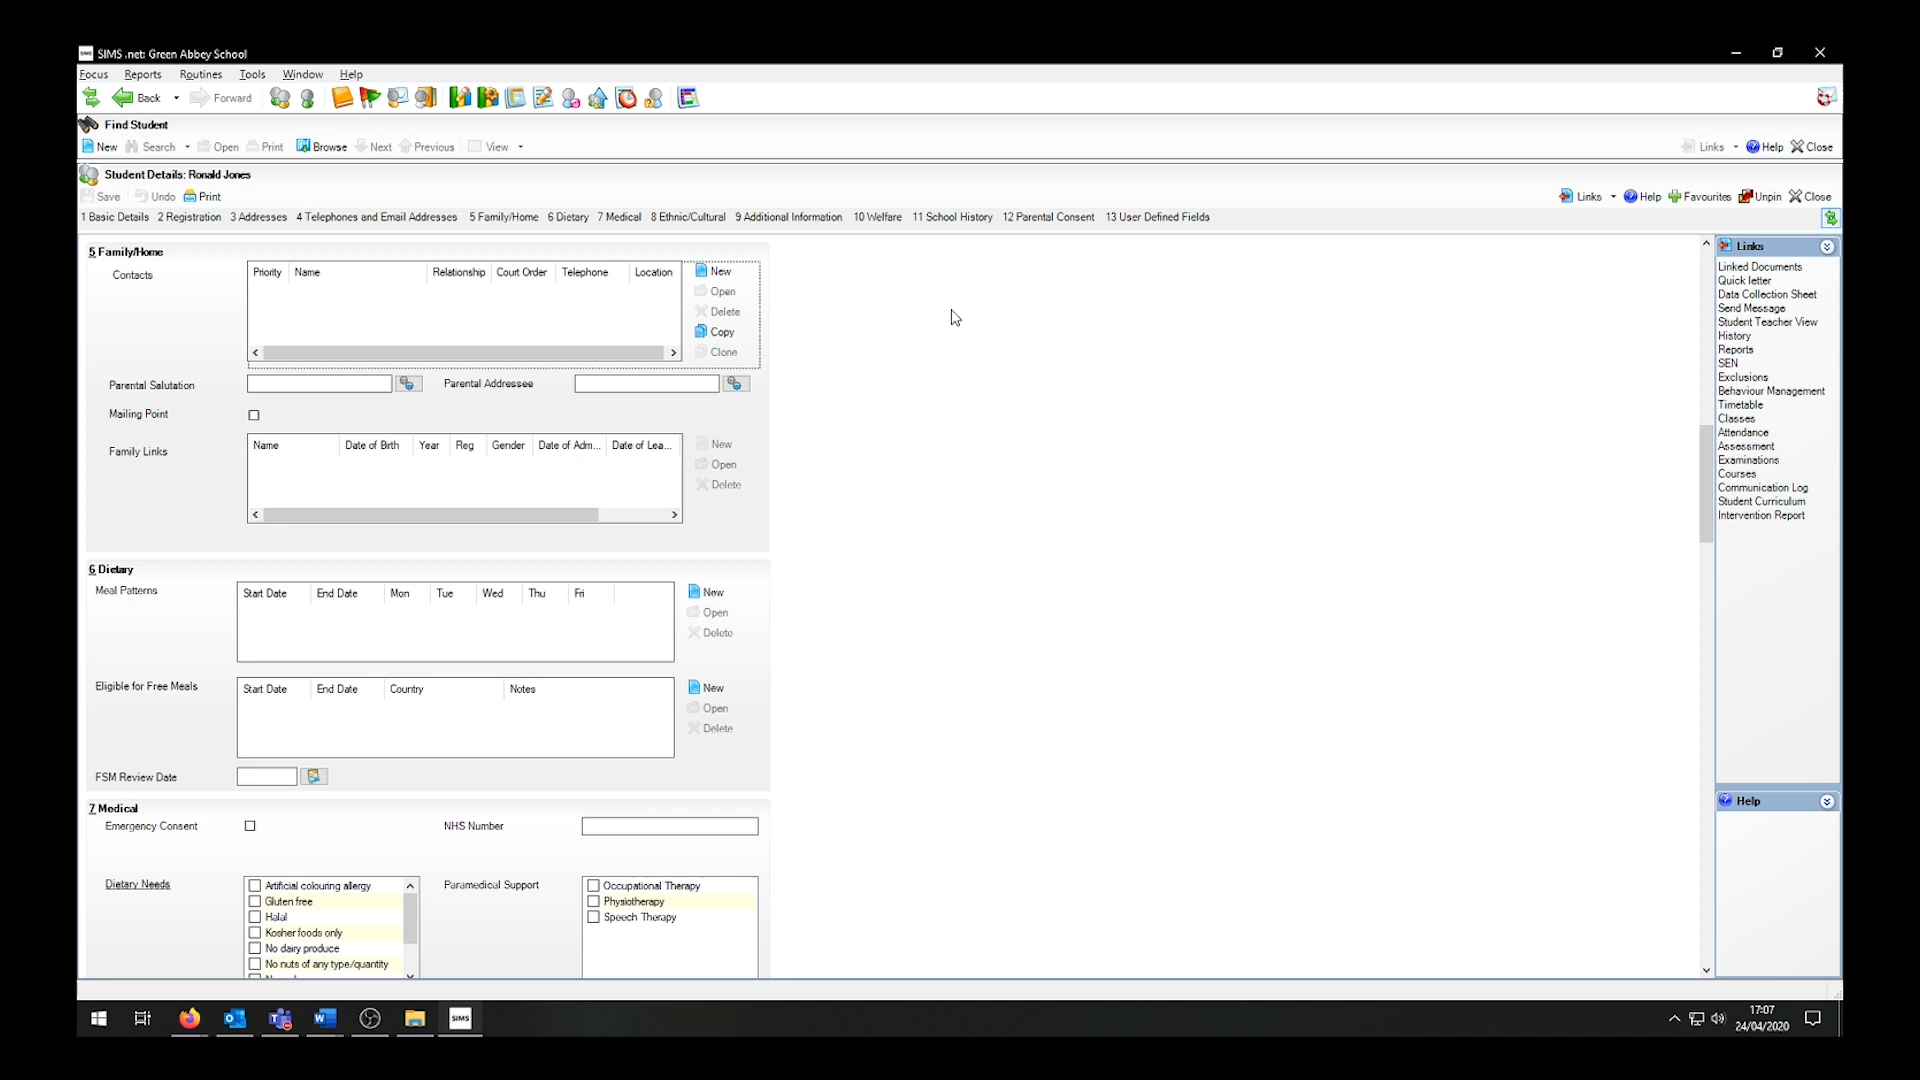 SIMS .net: Green Abbey School
Focus Reports Routines Tools Window Help
Back Forward
Find Student
New Search Open Print Browse Next Previous View Links Help Close
Student Details: Ronald Jones
Save Undo Print Links Help Favourites Unpin Close
1 Basic Details 2 Registration 3 Addresses 4 Telephones and Email Addresses 5 Family/Home 6 Dietary 7 Medical 8 Ethnic/Cultural 9 Additional Information 10 Welfare 11 School History 12 Parental Consent 13 User Defined Fields
5 Family/Home
Contacts
Priority Name Relationship Court Order Telephone Location
New
Open
Delete
Copy
Clone
Parental Salutation Parental Addressee
Mailing Point
Family Links
Name Date of Birth Year Reg Gender Date of Adm... Date of Lea...
New
Open
Delete
6 Dietary
Meal Patterns
Start Date End Date Mon Tue Wed Thu Fri
New
Open
Delete
Eligible for Free Meals
Start Date End Date Country Notes
New
Open
Delete
FSM Review Date
7 Medical
Emergency Consent NHS Number
Dietary Needs
Artificial colouring allergy
Gluten free
Halal
Kosher foods only
No dairy produce
No nuts of any type/quantity
Paramedical Support
Occupational Therapy
Physiotherapy
Speech Therapy
Links
Linked Documents
Quick letter
Data Collection Sheet
Send Message
Student Teacher View
History
Reports
SEN
Exclusions
Behaviour Management
Timetable
Classes
Attendance
Assessment
Examinations
Courses
Communication Log
Student Curriculum
Intervention Report
Help
SIMS
17:07
24/04/2020